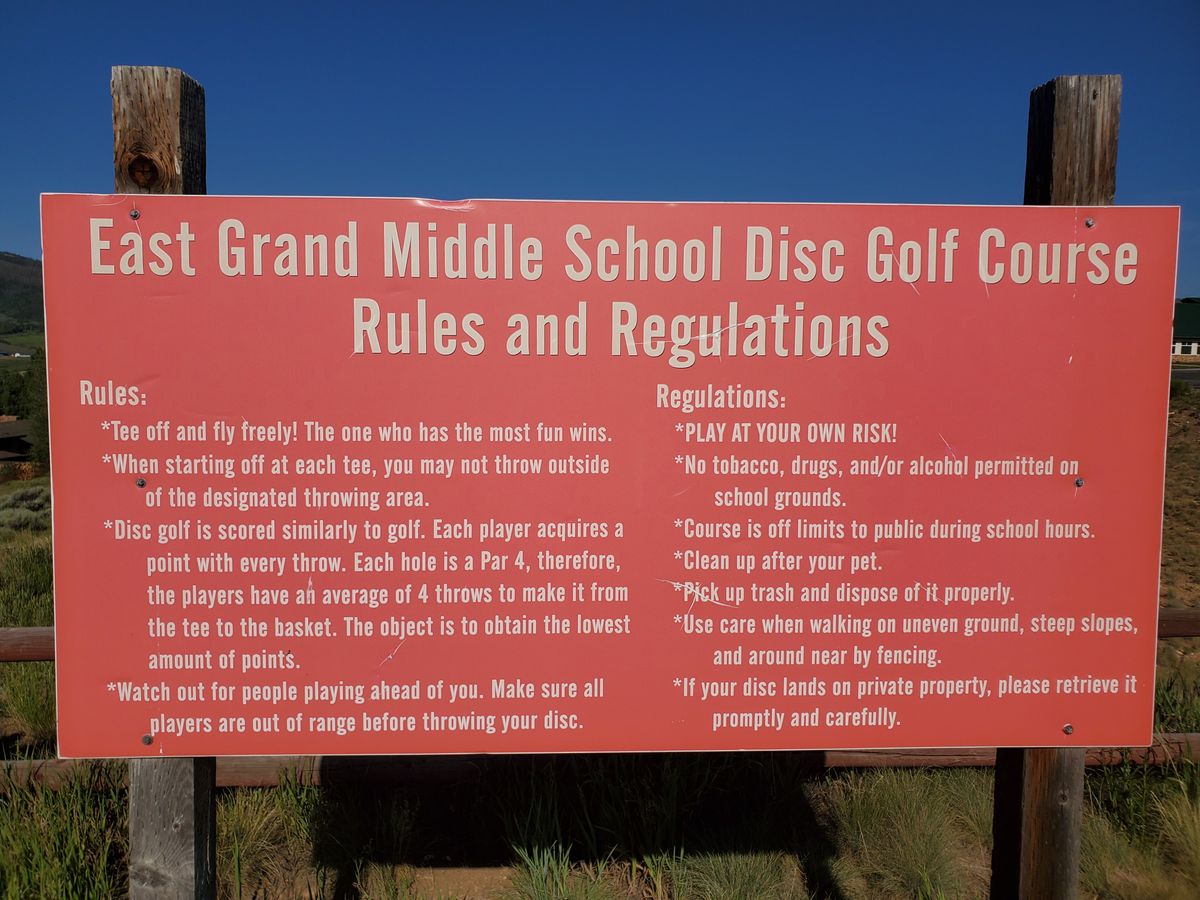 East Grand Middle School Disc Golf Course
Rules and Regulations
Rules:
*Tee off and fly freely! The one who has the most fun wins.
*When starting off at each tee, you may not throw outside
of the designated throwing area.
*Disc golf is scored similarly to golf. Each player acquires a
point with every throw. Each hole is a Par 4, therefore,
the players have an average of 4 throws to make it from
the tee to the basket. The object is to obtain the lowest
amount of points.
*Watch out for people playing ahead of you. Make sure all
players are out of range before throwing your disc.
Regulations:
*PLAY AT YOUR OWN RISK!
*No tobacco, drugs, and/or alcohol permitted on
school grounds.
*Course is off limits to public during school hours.
*Clean up after your pet.
*Pick up trash and dispose of it properly.
*Use care when walking on uneven ground, steep slopes,
and around near by fencing.
*If your disc lands on private property, please retrieve it
promptly and carefully.